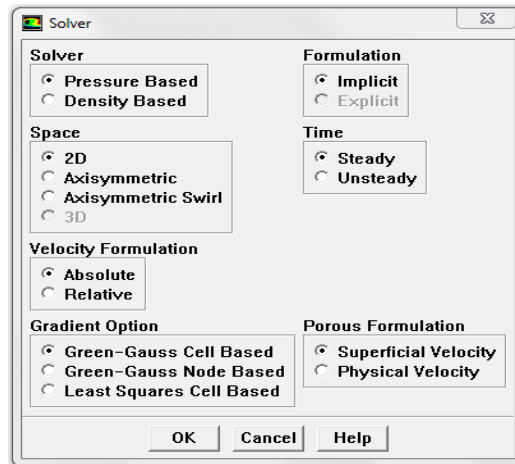 Solver
Solver
Pressure Based
Density Based
Formulation
Implicit
Explicit
Space
2D
Axisymmetric
Axisymmetric Swirl
3D
Time
Steady
Unsteady
Velocity Formulation
Absolute
Relative
Gradient Option
Green-Gauss Cell Based
Green-Gauss Node Based
Least Squares Cell Based
Porous Formulation
Superficial Velocity
Physical Velocity
OK Cancel Help